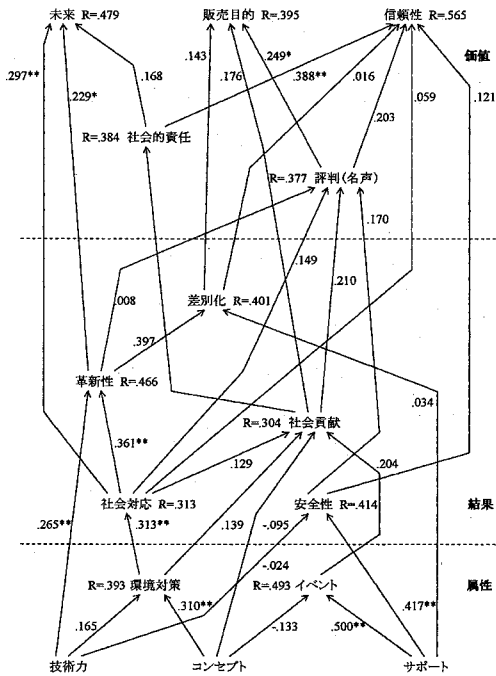 未来 R=.479 販売目的 R=.395 信頼性 R=.565
価値
.297** .143 .249*
.168 .176 .388** .016
.229* .059 .121
.203
R=.384 社会的責任
R=.377 評判(名声)
.170
.149
.008 差別化 R=.401 .210
.397
革新性 R=.466
.034
R=.304 社会貢献
.361**
.129 .204
社会対応 R=.313 安全性 R=.414 結果
.265** .313** .139 -.095
-.024
R=.393 環境対策 R=.493 イベント 属性
.310** .417**
.165 -.133 .500**
技術力 コンセプト サポート